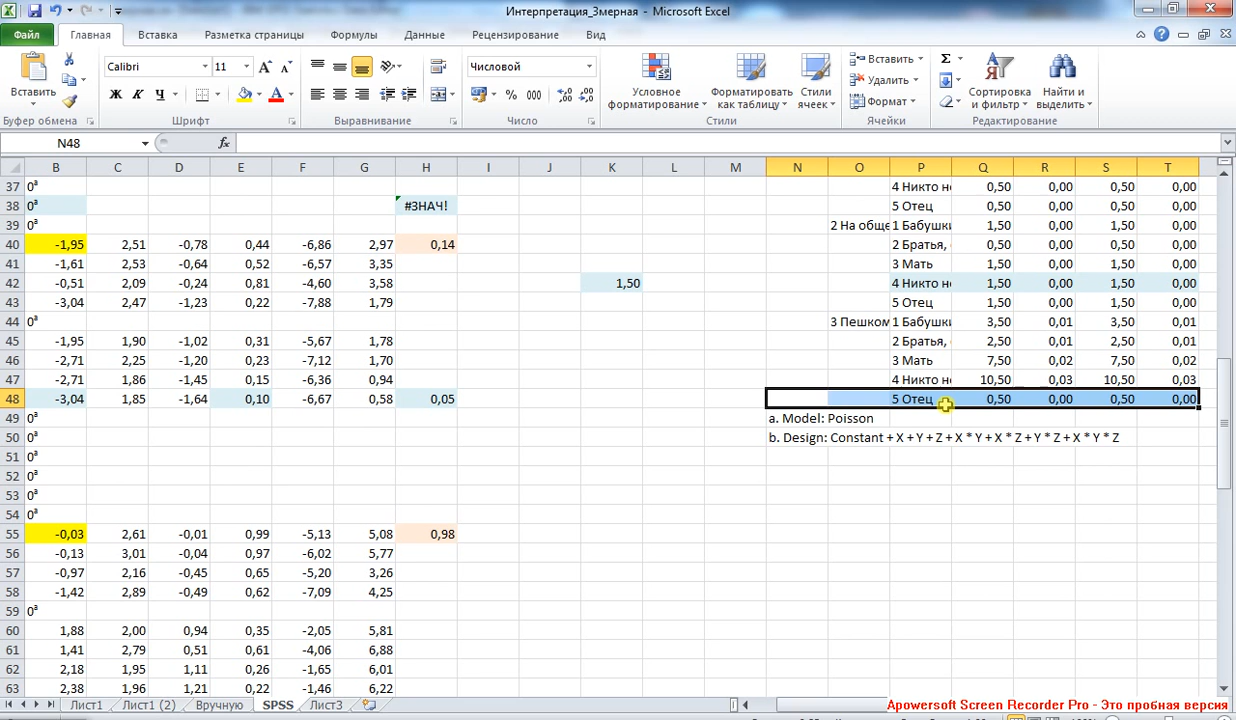 Интерпретация_3мерная - Microsoft Excel
Файл Главная Вставка Разметка страницы Формулы Данные Рецензирование Вид
Вставить Calibri 11 Числовой Условное форматирование Форматировать как таблицу Стили ячеек Вставить Удалить Формат Сортировка и фильтр Найти и выделить
Ж К Ч % 000
Буфер обмена Шрифт Выравнивание Число Стили Ячейки Редактирование
N48 fx
B C D E F G H I J K L M N O P Q R S T
37 0ª 4 Никто не 0,50 0,00 0,50 0,00
38 0ª #ЗНАЧ! 5 Отец 0,50 0,00 0,50 0,00
39 0ª 2 На обще 1 Бабушки 1,50 0,00 1,50 0,00
40 -1,95 2,51 -0,78 0,44 -6,86 2,97 0,14 2 Братья, 0,50 0,00 0,50 0,00
41 -1,61 2,53 -0,64 0,52 -6,57 3,35 3 Мать 1,50 0,00 1,50 0,00
42 -0,51 2,09 -0,24 0,81 -4,60 3,58 1,50 4 Никто не 1,50 0,00 1,50 0,00
43 -3,04 2,47 -1,23 0,22 -7,88 1,79 5 Отец 1,50 0,00 1,50 0,00
44 0ª 3 Пешком 1 Бабушки 3,50 0,01 3,50 0,01
45 -1,95 1,90 -1,02 0,31 -5,67 1,78 2 Братья, 2,50 0,01 2,50 0,01
46 -2,71 2,25 -1,20 0,23 -7,12 1,70 3 Мать 7,50 0,02 7,50 0,02
47 -2,71 1,86 -1,45 0,15 -6,36 0,94 4 Никто не 10,50 0,03 10,50 0,03
48 -3,04 1,85 -1,64 0,10 -6,67 0,58 0,05 5 Отец 0,50 0,00 0,50 0,00
49 0ª a. Model: Poisson
50 0ª b. Design: Constant + X + Y + Z + X * Y + X * Z + Y * Z + X * Y * Z
51 0ª
52 0ª
53 0ª
54 0ª
55 -0,03 2,61 -0,01 0,99 -5,13 5,08 0,98
56 -0,13 3,01 -0,04 0,97 -6,02 5,77
57 -0,97 2,16 -0,45 0,65 -5,20 3,26
58 -1,42 2,89 -0,49 0,62 -7,09 4,25
59 0ª
60 1,88 2,00 0,94 0,35 -2,05 5,81
61 1,41 2,79 0,51 0,61 -4,06 6,88
62 2,18 1,95 1,11 0,26 -1,65 6,01
63 2,38 1,96 1,21 0,22 -1,46 6,22
Лист1 Лист1 (2) Вручную SPSS Лист3
Apowersoft Screen Recorder Pro - Это пробная версия